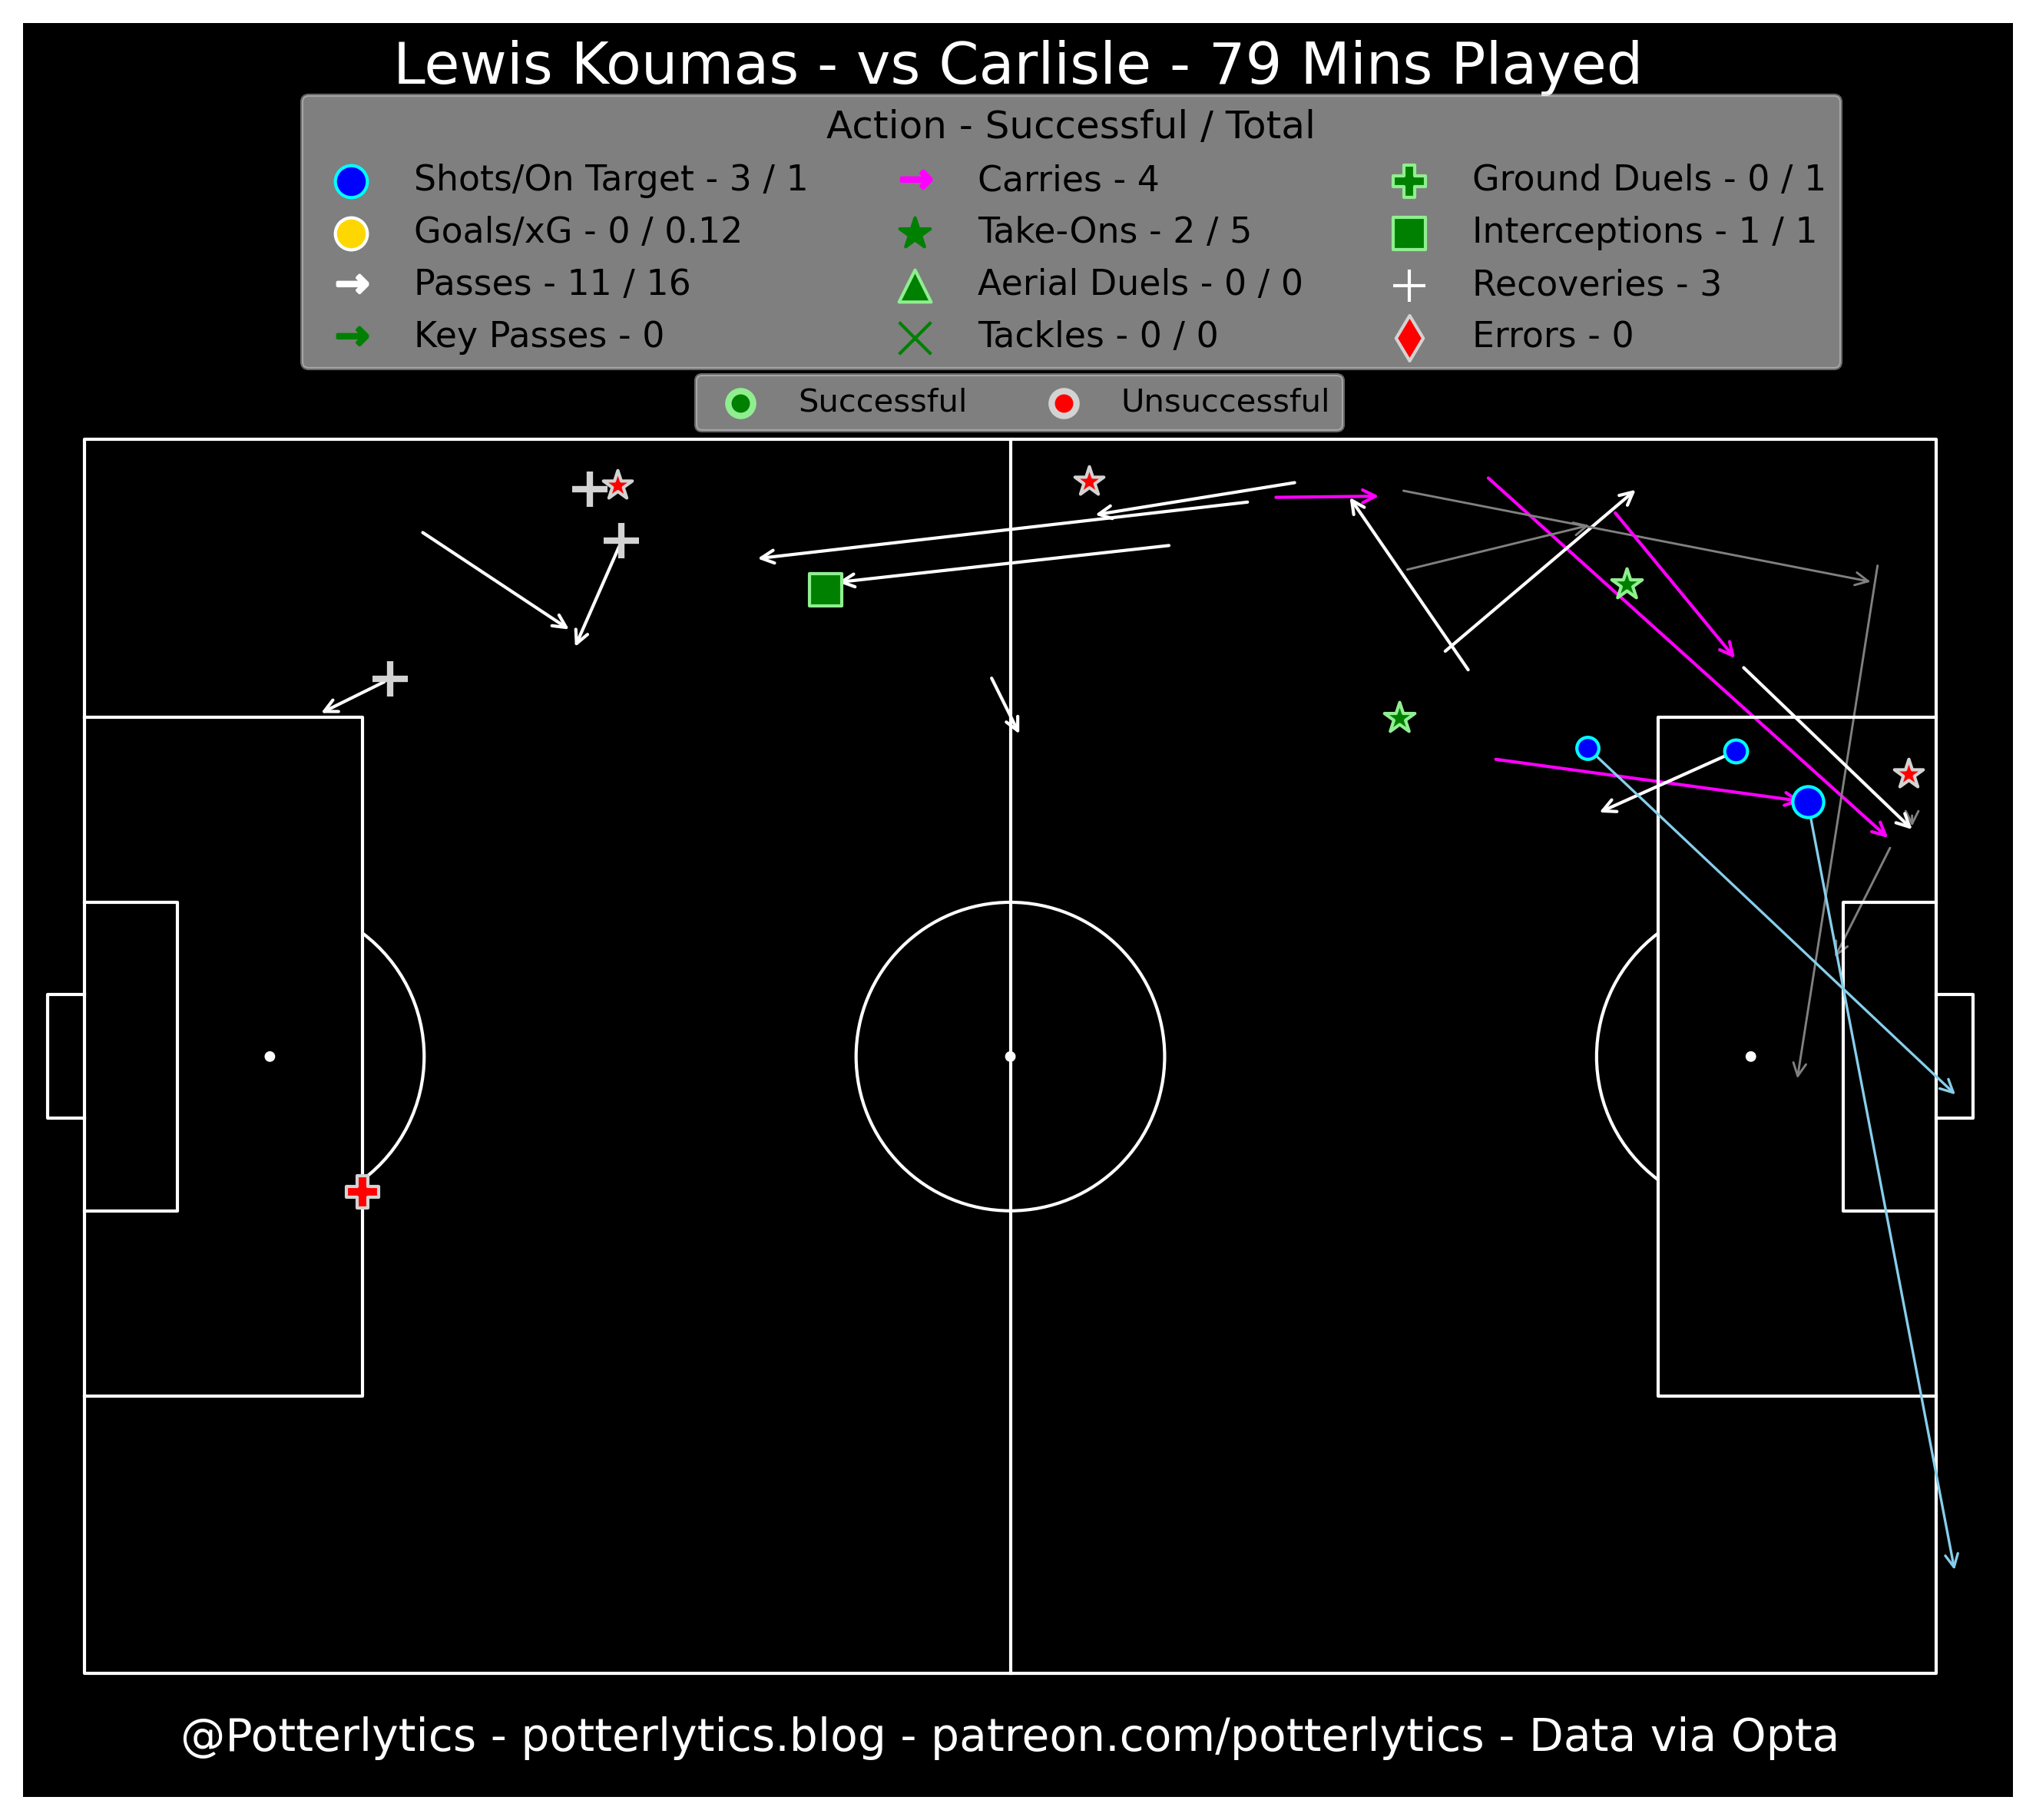 Lewis Koumas - vs Carlisle - 79 Mins Played
Action - Successful / Total
Shots/On Target - 3 / 1
Goals/xG - 0 / 0.12
Passes - 11 / 16
Key Passes - 0
Carries - 4
Take-Ons - 2 / 5
Aerial Duels - 0 / 0
Tackles - 0 / 0
Ground Duels - 0 / 1
Interceptions - 1 / 1
Recoveries - 3
Errors - 0
Successful
Unsuccessful
@Potterlytics - potterlytics.blog - patreon.com/potterlytics - Data via Opta